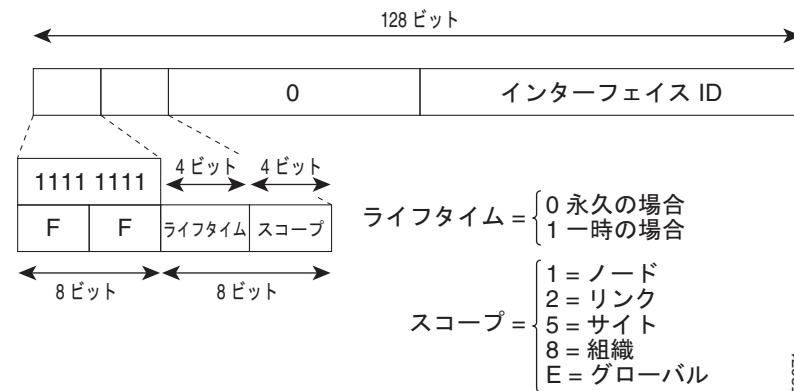 128 ビット
0
インターフェイス ID
1111 1111
4 ビット
4 ビット
F
F
ライフタイム
スコープ
8 ビット
8 ビット
ライフタイム =
0 永久の場合
1 一時の場合
スコープ =
1 = ノード
2 = リンク
5 = サイト
8 = 組織
E = グローバル